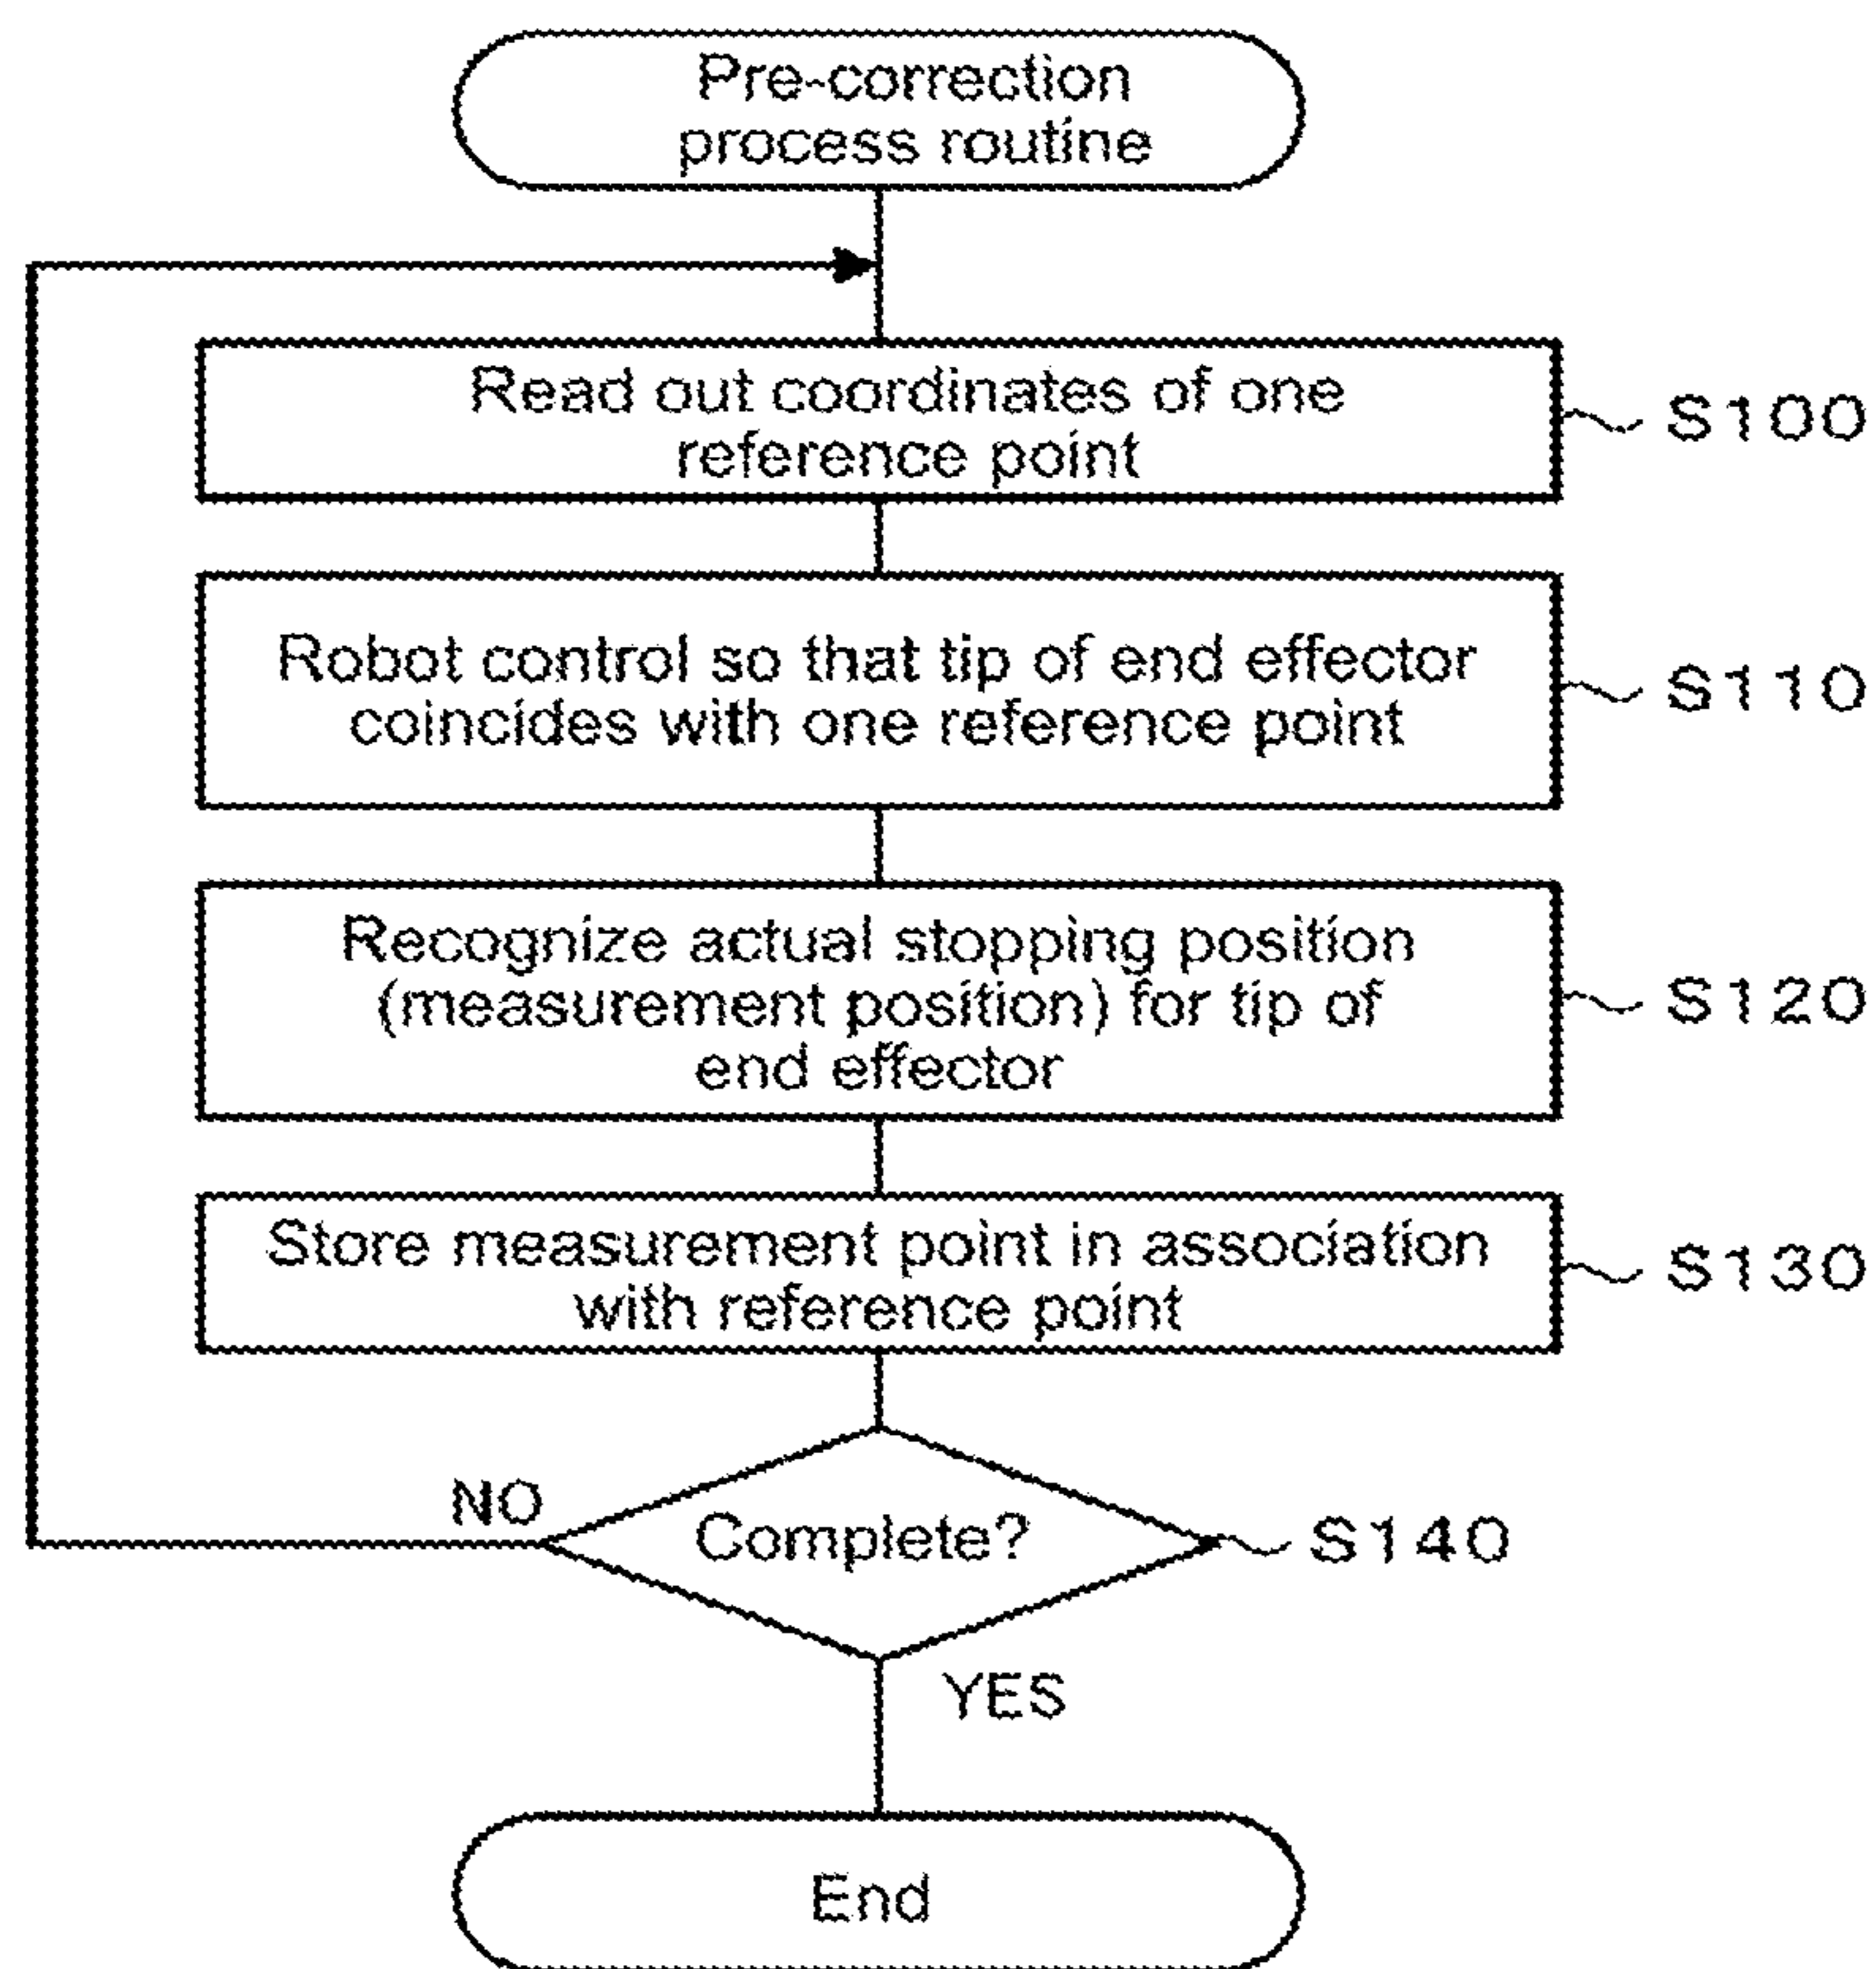 Pre-correction
process routine
Read out coordinates of one
reference point
S100
Robot control so that tip of end effector
coincides with one reference point
S110
Recognize actual stopping position
(measurement position) for tip of
end effector
S120
Store measurement point in association
with reference point
S130
NO
Complete?
S140
YES
End